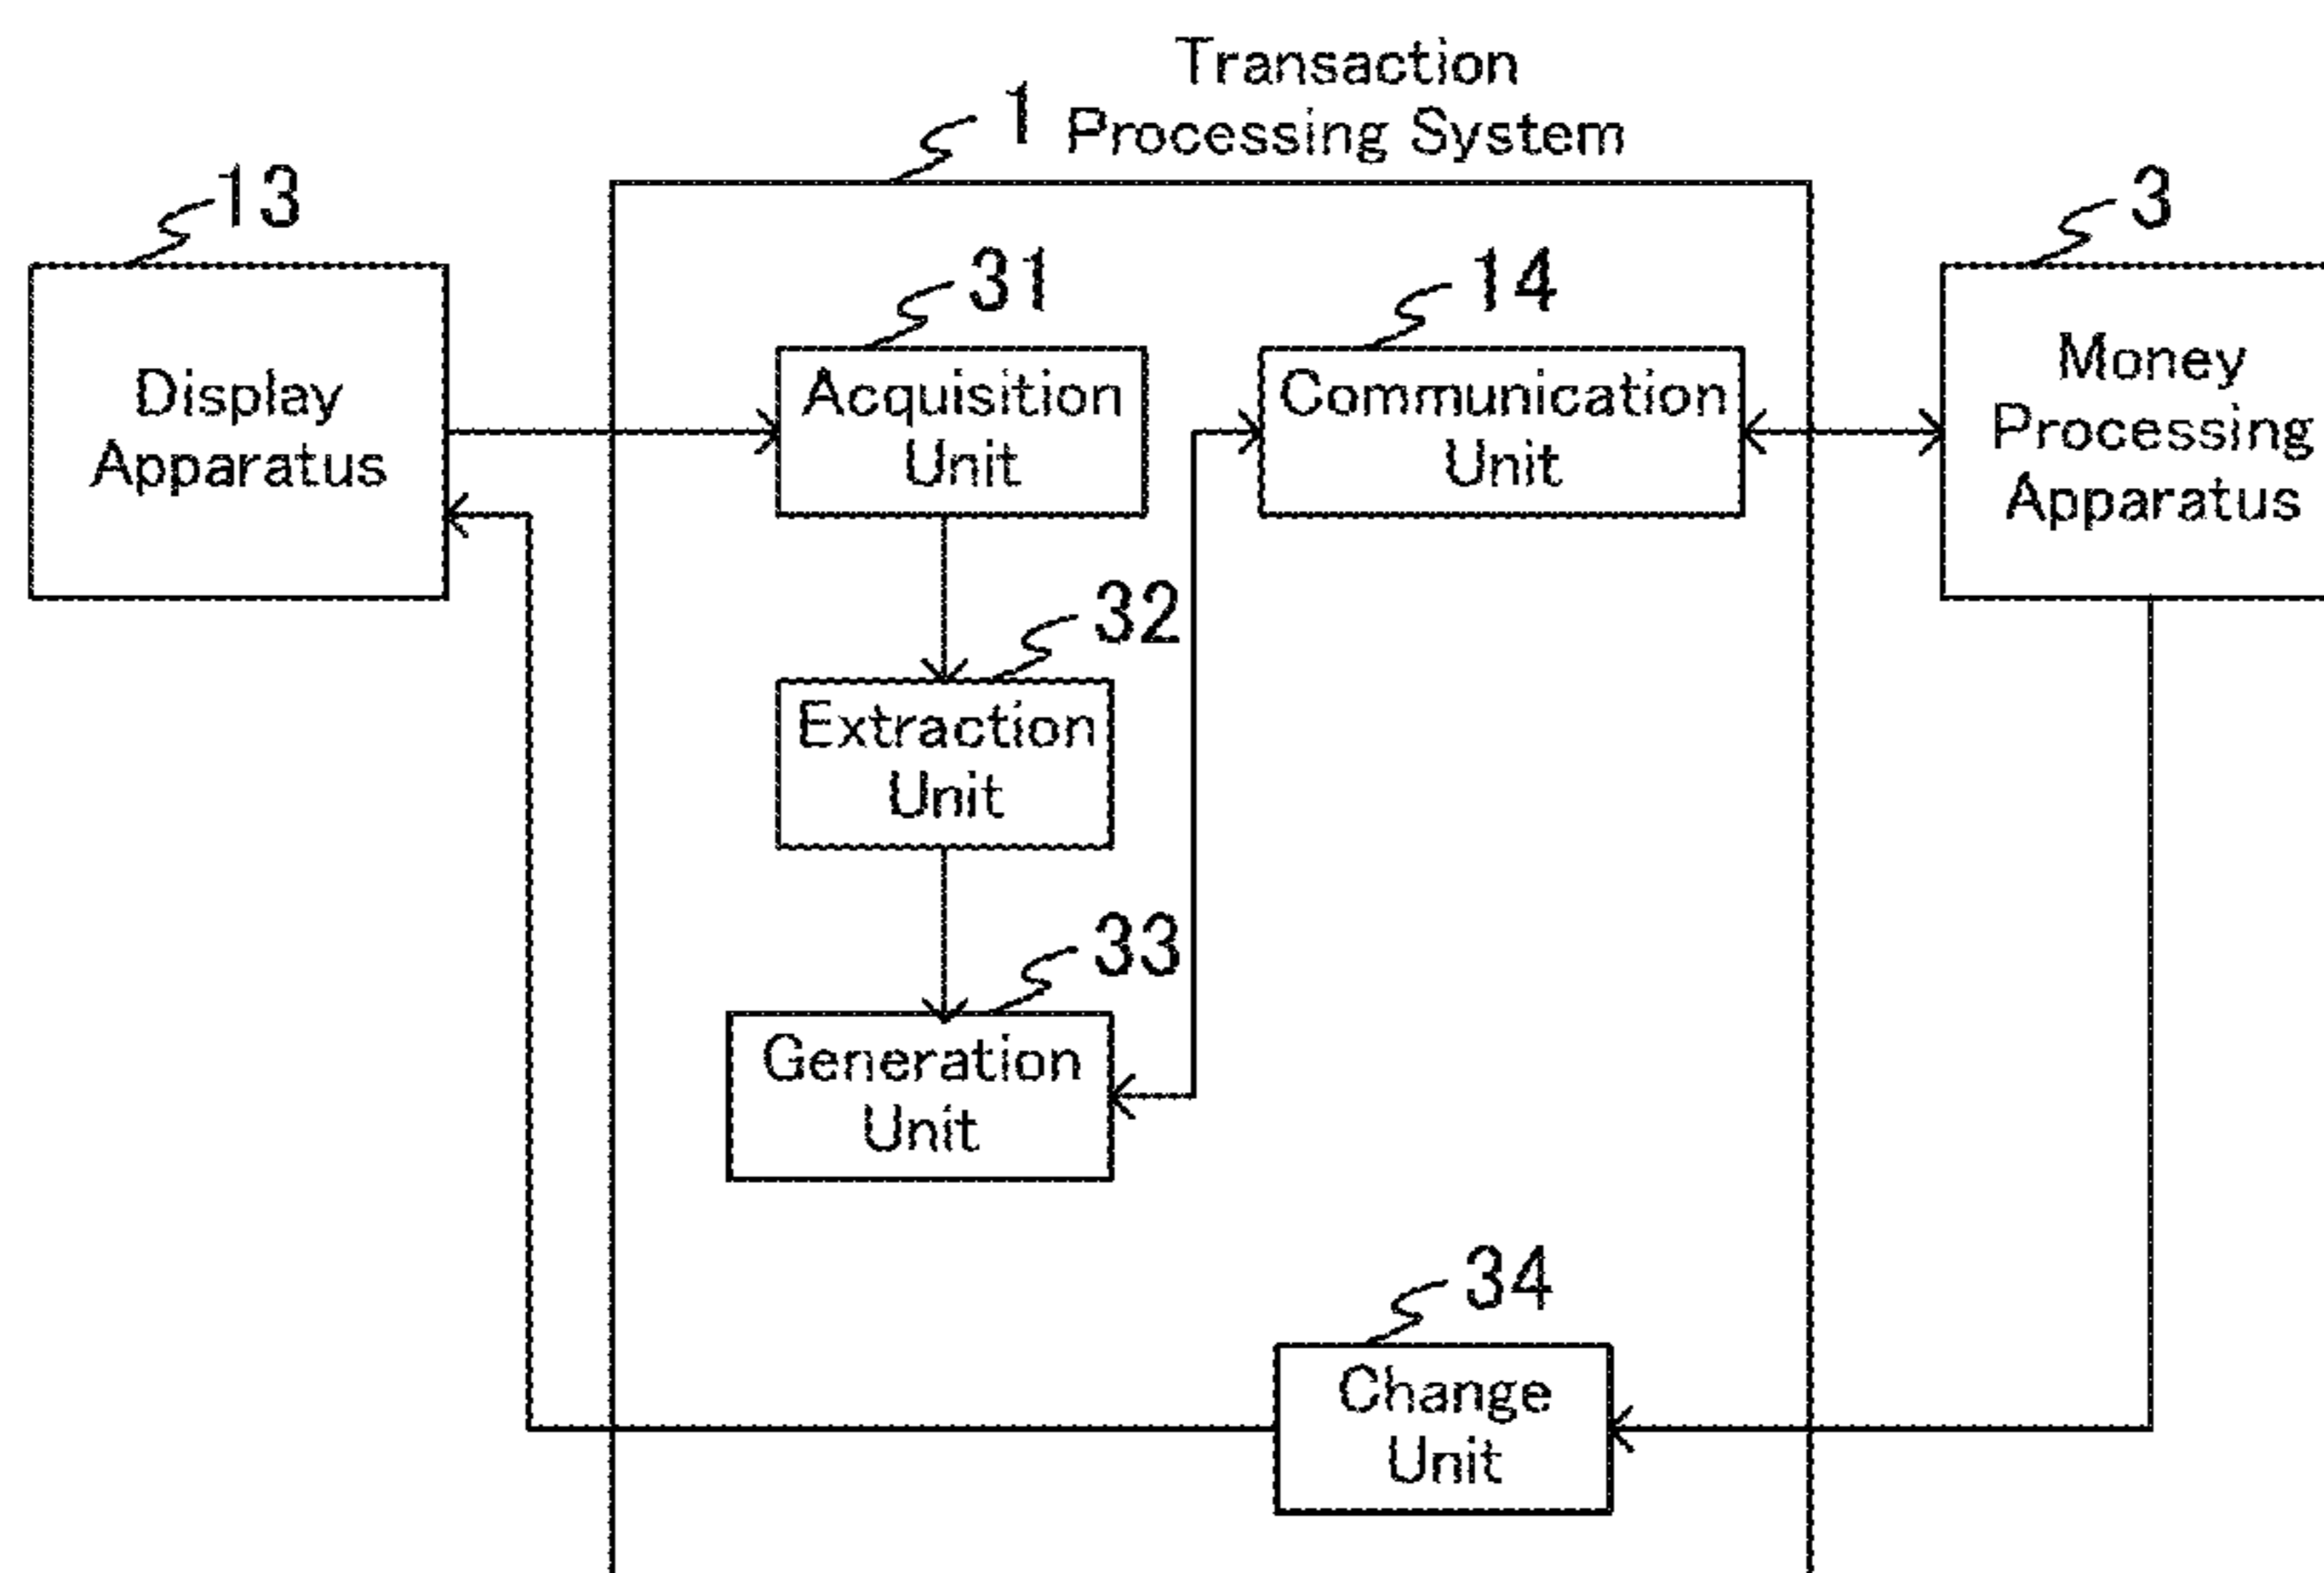 Transaction
1 Processing System
13
3
31
14
Display
Apparatus
Acquisition
Unit
Communication
Unit
Money
Processing
Apparatus
32
Extraction
Unit
33
Generation
Unit
34
Change
Unit